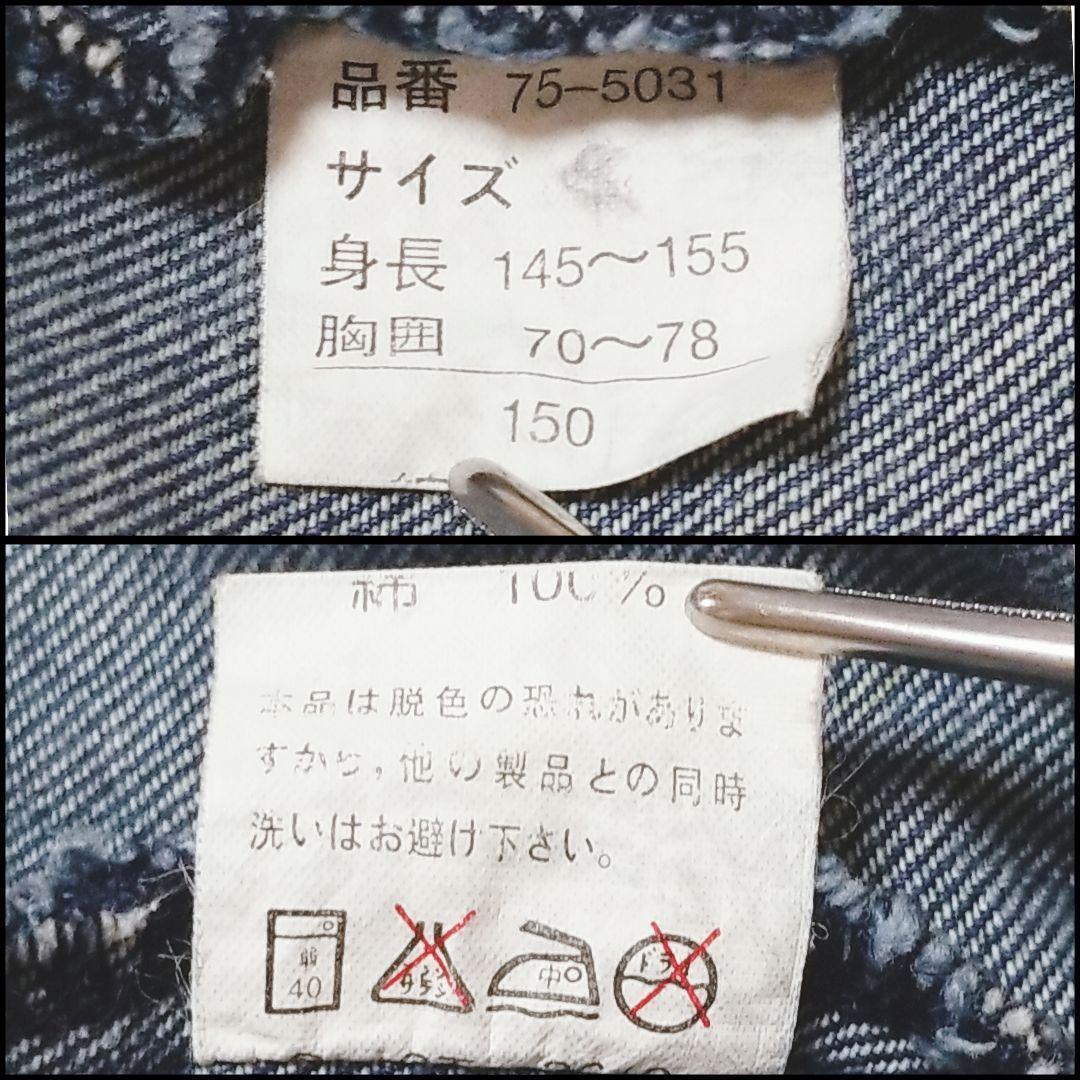 品番 75-5031
サイズ
身長 145〜155
胸囲 70〜78
150
綿 100%
本品は脱色の恐れがありま
すから,他の製品との同時
洗いはお避け下さい。
弱 40
中
ドライ